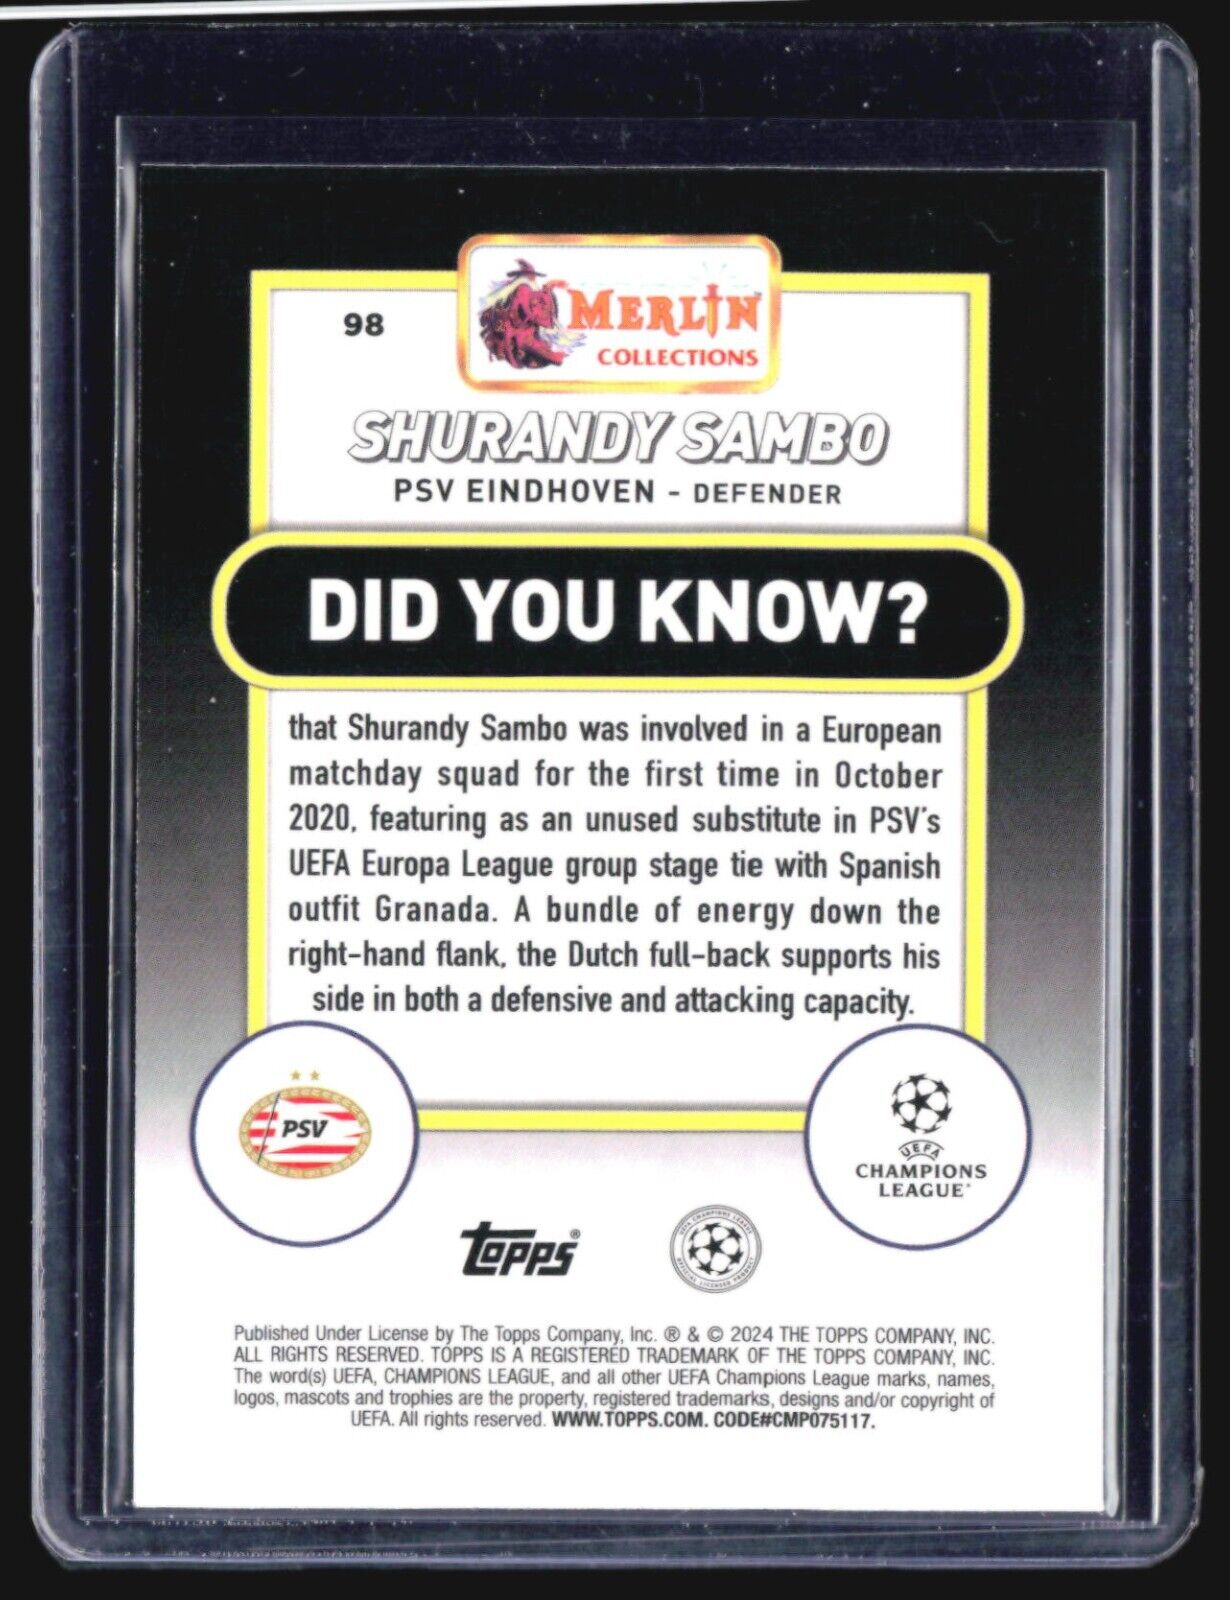 98
MERLIN
COLLECTIONS
SHURANDY SAMBO
PSV EINDHOVEN - DEFENDER
DID YOU KNOW?
that Shurandy Sambo was involved in a European
matchday squad for the first time in October
2020, featuring as an unused substitute in PSV's
UEFA Europa League group stage tie with Spanish
outfit Granada. A bundle of energy down the
right-hand flank, the Dutch full-back supports his
side in both a defensive and attacking capacity.
PSV
UEFA
CHAMPIONS
LEAGUE®
TOPPS®
UEFA CHAMPIONS LEAGUE
OFFICIAL LICENSED PRODUCT
Published Under License by The Topps Company, Inc. ® & © 2024 THE TOPPS COMPANY, INC.
ALL RIGHTS RESERVED. TOPPS IS A REGISTERED TRADEMARK OF THE TOPPS COMPANY, INC.
The word(s) UEFA, CHAMPIONS LEAGUE, and all other UEFA Champions League marks, names,
logos, mascots and trophies are the property, registered trademarks, designs and/or copyright of
UEFA. All rights reserved. WWW.TOPPS.COM. CODE#CMP075117.